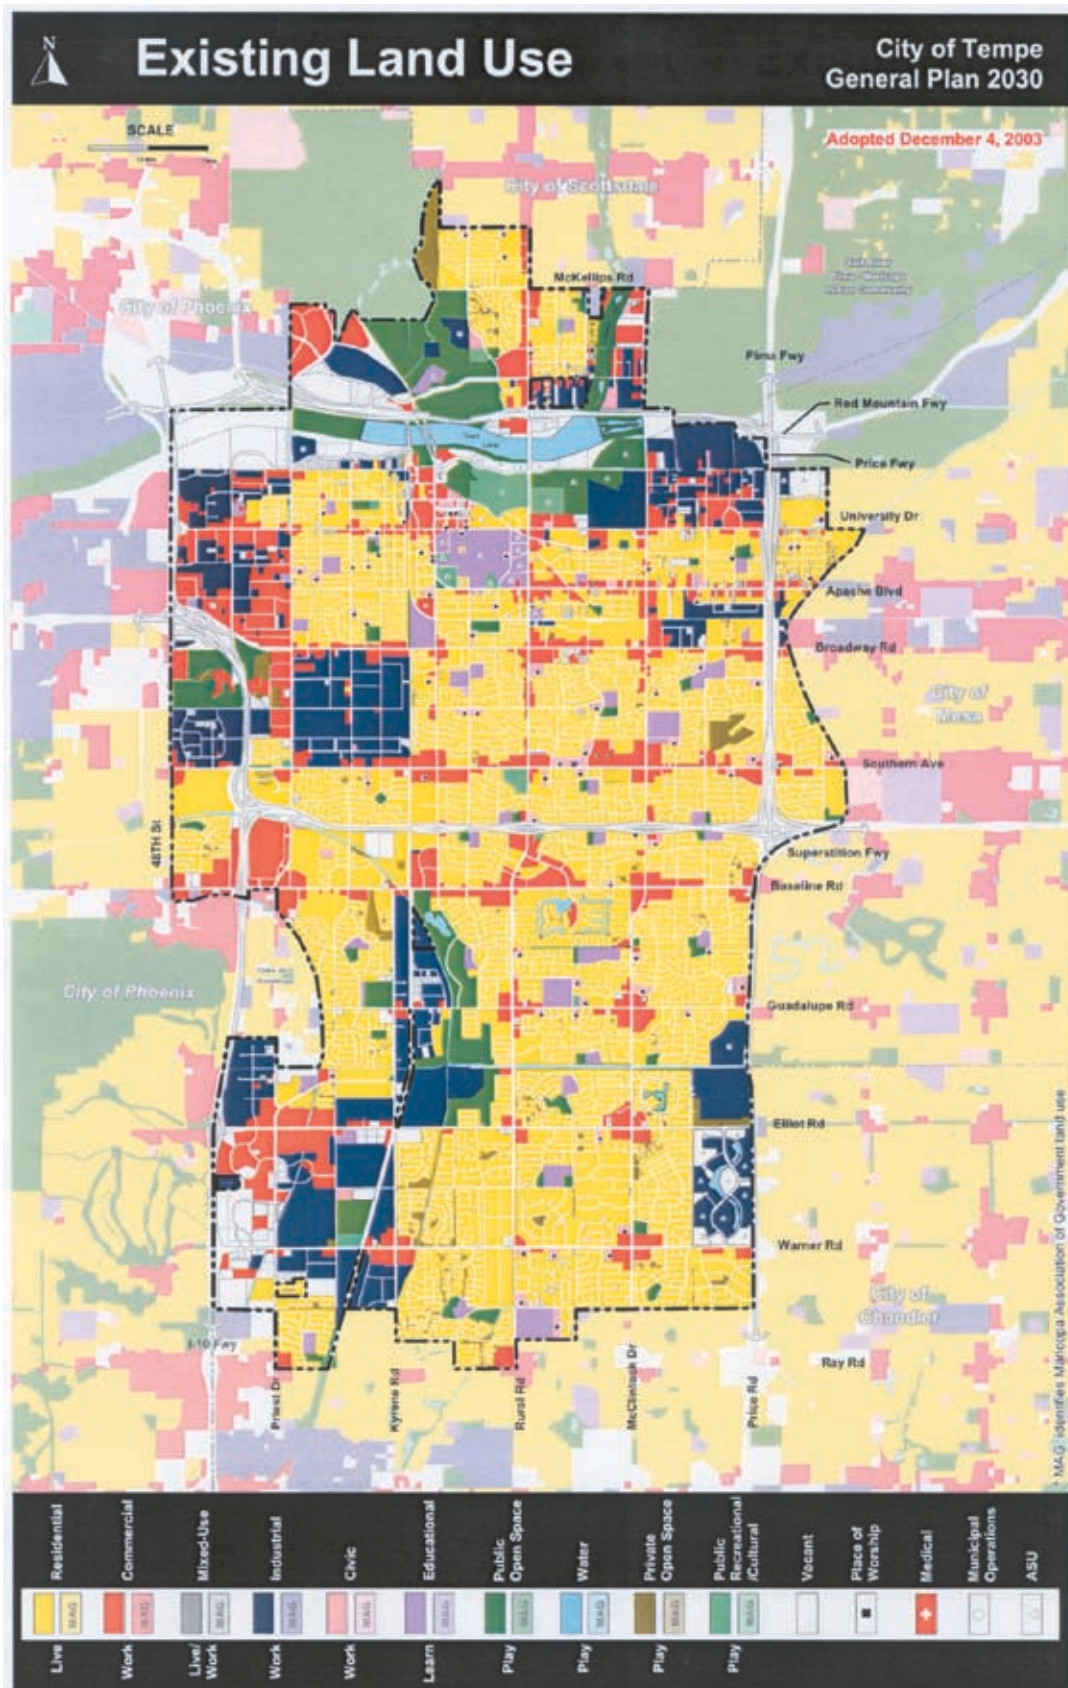 N
Existing Land Use
City of Tempe
General Plan 2030
SCALE
Adopted December 4, 2003
City of Scottsdale
McKellips Rd
City of Phoenix
Pima Fwy
Red Mountain Fwy
Price Fwy
University Dr
Apache Blvd
Broadway Rd
City of
Mesa
Southern Ave
48TH St
Superstition Fwy
Baseline Rd
City of Phoenix
Guadalupe Rd
Elliot Rd
Warner Rd
City of
Chandler
I-10 Fwy
Ray Rd
Priest Dr
Kyrene Rd
Rural Rd
McClintock Dr
Price Rd
* MAG identifies Maricopa Association of Government land use
Residential
MAG
Live
Commercial
MAG
Work
Mixed-Use
MAG
Live/
Work
Industrial
MAG
Work
Civic
MAG
Work
Educational
MAG
Learn
Public
Open Space
MAG
Play
Water
MAG
Play
Private
Open Space
MAG
Play
Public
Recreational
/Cultural
MAG
Play
Vacant
Place of
Worship
Medical
Municipal
Operations
ASU